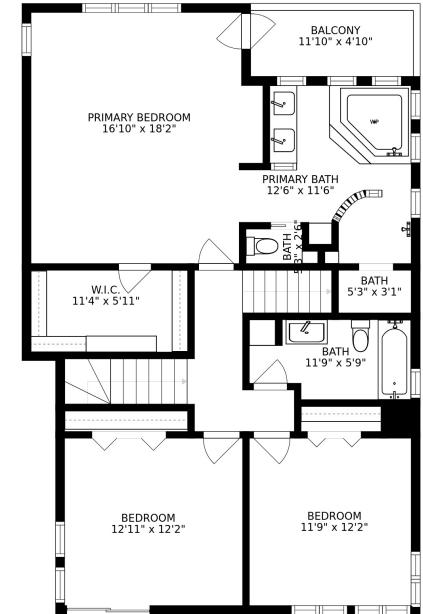 BALCONY
11'10" x 4'10"
PRIMARY BEDROOM
16'10" x 18'2"
PRIMARY BATH
12'6" x 11'6"
BATH
BATH
5'3" x 3'1"
W.I.C.
11'4" x 5'11"
BATH
11'9" x 5'9"
BEDROOM
12'11" x 12'2"
BEDROOM
11'9" x 12'2"